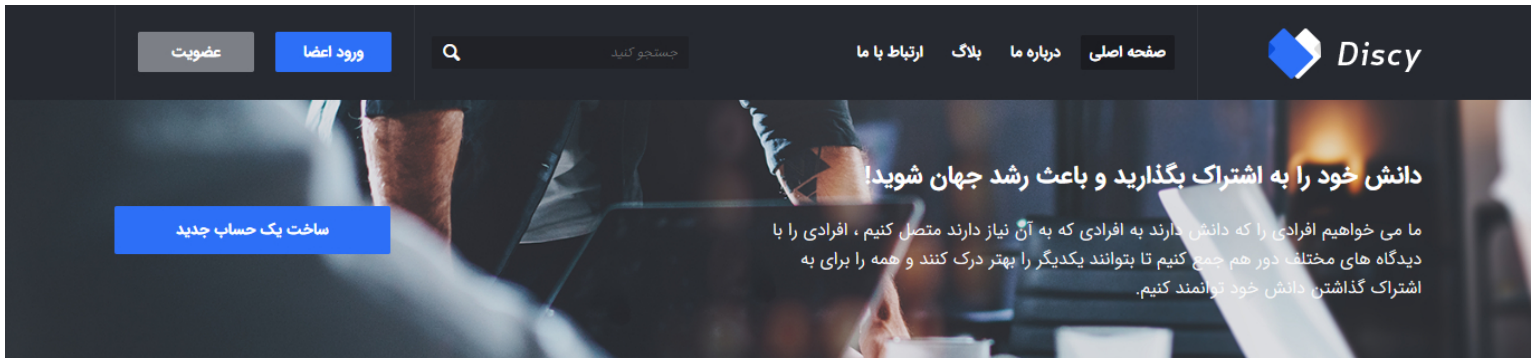 Discy
صفحه اصلی
درباره ما
بلاگ
ارتباط با ما
جستجو کنید
ورود اعضا
عضویت
دانش خود را به اشتراک بگذارید و باعث رشد جهان شوید!
ما می خواهیم افرادی را که دانش دارند به افرادی که به آن نیاز دارند متصل کنیم ، افرادی را با
دیدگاه های مختلف دور هم جمع کنیم تا بتوانند یکدیگر را بهتر درک کنند و همه را برای به
اشتراک گذاشتن دانش خود توانمند کنیم.
ساخت یک حساب جدید